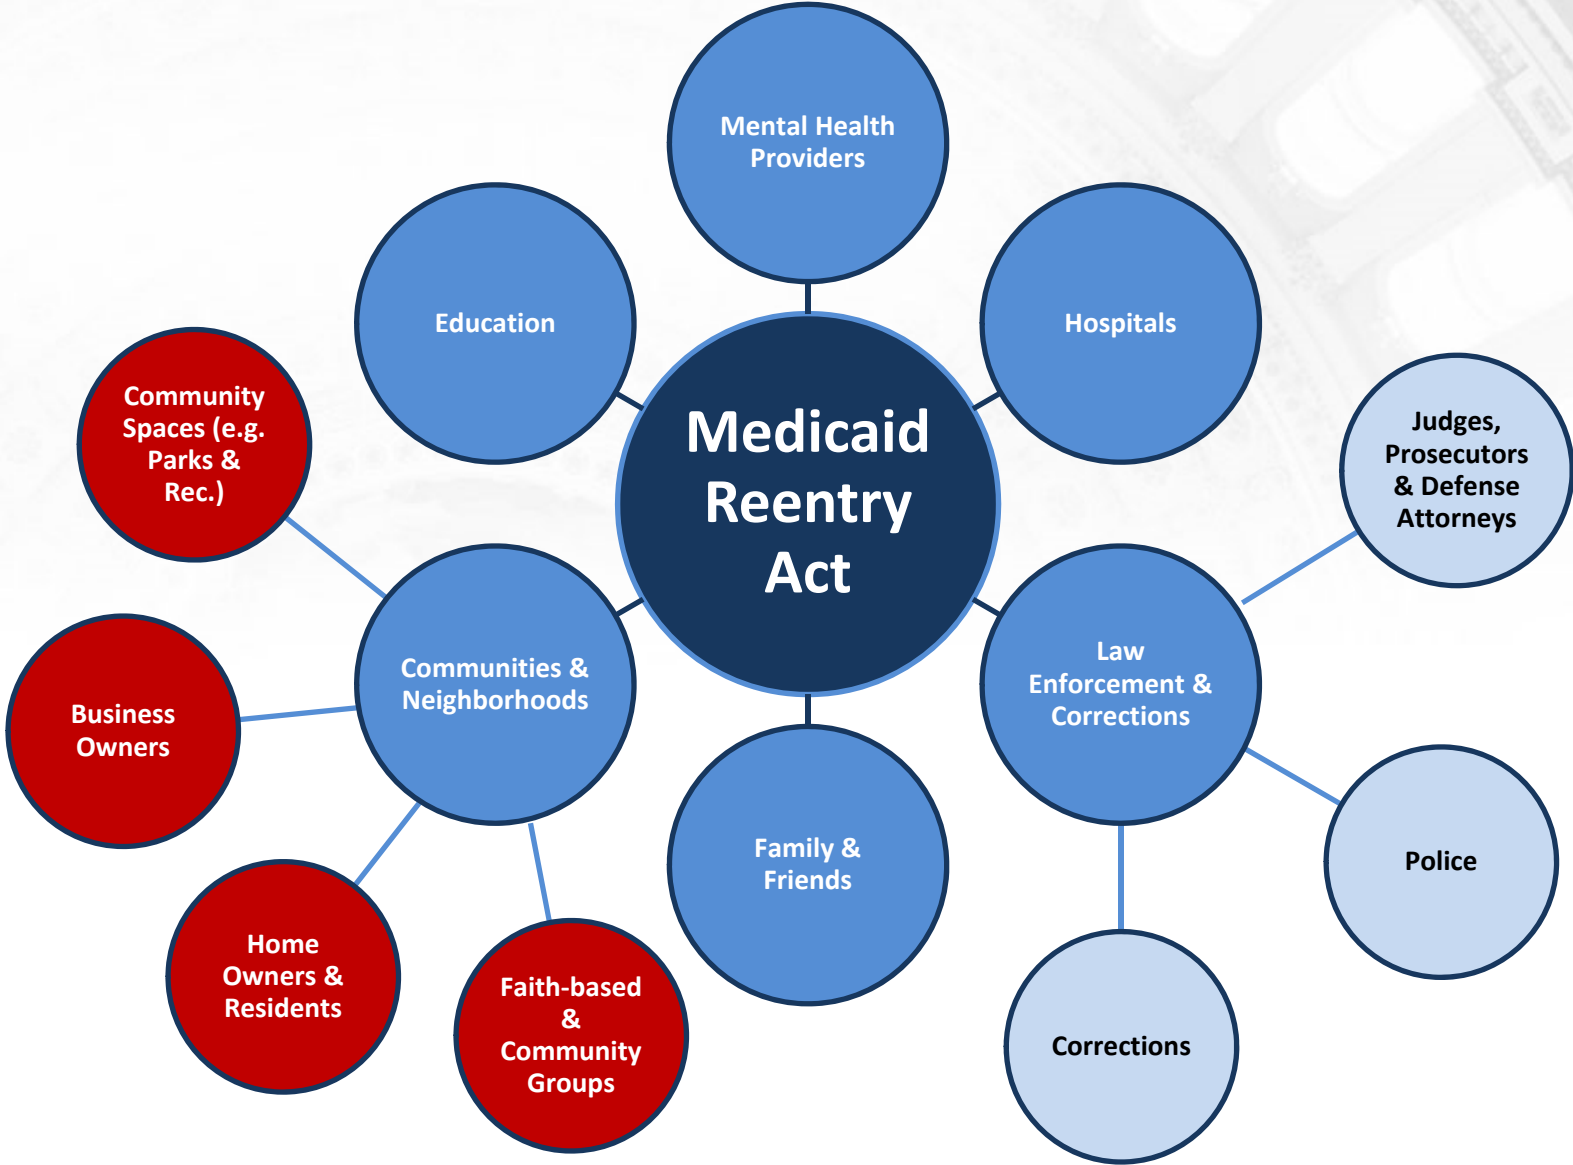 Mental Health
Providers
Education
Hospitals
Community
Spaces (e.g.
Parks &
Rec.)
Medicaid
Reentry
Act
Judges,
Prosecutors
& Defense
Attorneys
Communities &
Neighborhoods
Law
Enforcement &
Corrections
Business
Owners
Family &
Friends
Police
Home
Owners &
Residents
Faith-based
&
Community
Groups
Corrections